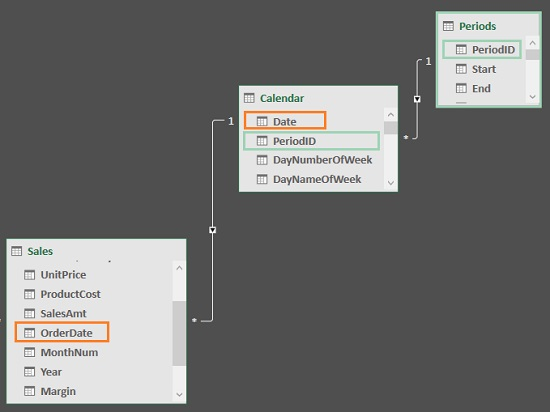 Periods
PeriodID
Start
End
1
*
Calendar
Date
PeriodID
DayNumberOfWeek
DayNameOfWeek
1
*
Sales
UnitPrice
ProductCost
SalesAmt
OrderDate
MonthNum
Year
Margin